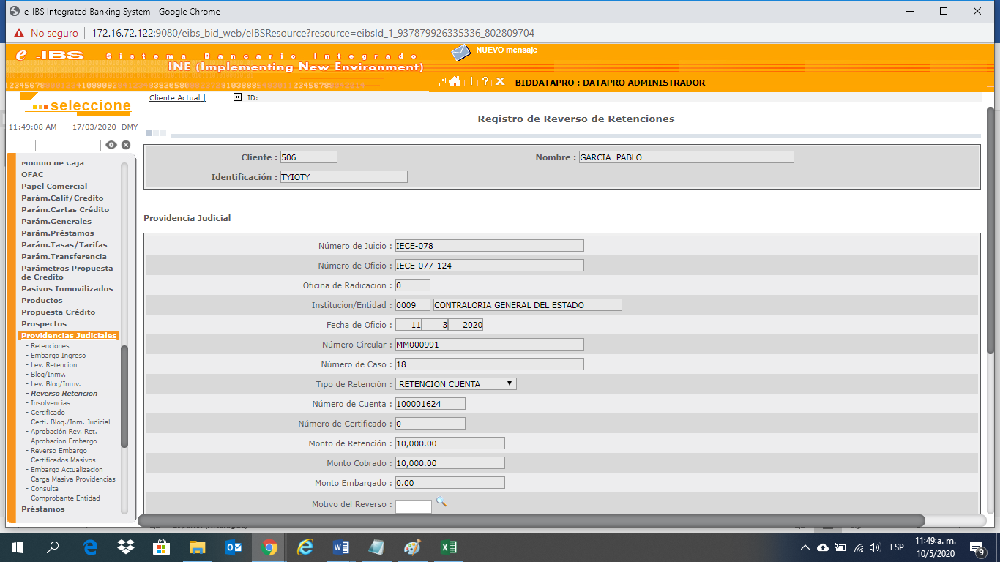 e-IBS Integrated Banking System - Google Chrome
No seguro | 172.16.72.122:9080/eibs_bid_web/eIBSResource?resource=eibsId_1_937879926335336_802809704
e -IBS Sistema Bancario Integrado
INE (Implementing New Environment)
NUEVO mensaje
BIDDATAPRO : DATAPRO ADMINISTRADOR
seleccione
11:49:08 AM 17/03/2020 DMY
Cliente Actual | ID:
Registro de Reverso de Retenciones
Modulo de Caja
OFAC
Papel Comercial
Parám.Calif/Credito
Parám.Cartas Crédito
Parám.Generales
Parám.Préstamos
Parám.Tasas/Tarifas
Parám.Transferencia
Parámetros Propuesta
de Credito
Pasivos Inmovilizados
Productos
Propuesta Crédito
Prospectos
Providencias Judiciales
- Retenciones
- Embargo Ingreso
- Lev. Retencion
- Bloq/Inmv.
- Lev. Bloq/Inmv.
- Reverso Retencion
- Insolvencias
- Certificado
- Certi. Bloq./Inm. Judicial
- Aprobación Rev. Ret.
- Aprobacion Embargo
- Reverso Embargo
- Certificados Masivos
- Embargo Actualizacion
- Carga Masiva Providencias
- Consulta
- Comprobante Entidad
Préstamos
Cliente : 506 Nombre : GARCIA PABLO
Identificación : TYIOTY
Providencia Judicial
Número de Juicio : IECE-078
Número de Oficio : IECE-077-124
Oficina de Radicacion : 0
Institucion/Entidad : 0009 CONTRALORIA GENERAL DEL ESTADO
Fecha de Oficio : 11 3 2020
Número Circular : MM000991
Número de Caso : 18
Tipo de Retención : RETENCION CUENTA
Número de Cuenta : 100001624
Número de Certificado : 0
Monto de Retención : 10,000.00
Monto Cobrado : 10,000.00
Monto Embargado : 0.00
Motivo del Reverso :
ESP
11:49:a. m.
10/5/2020
9